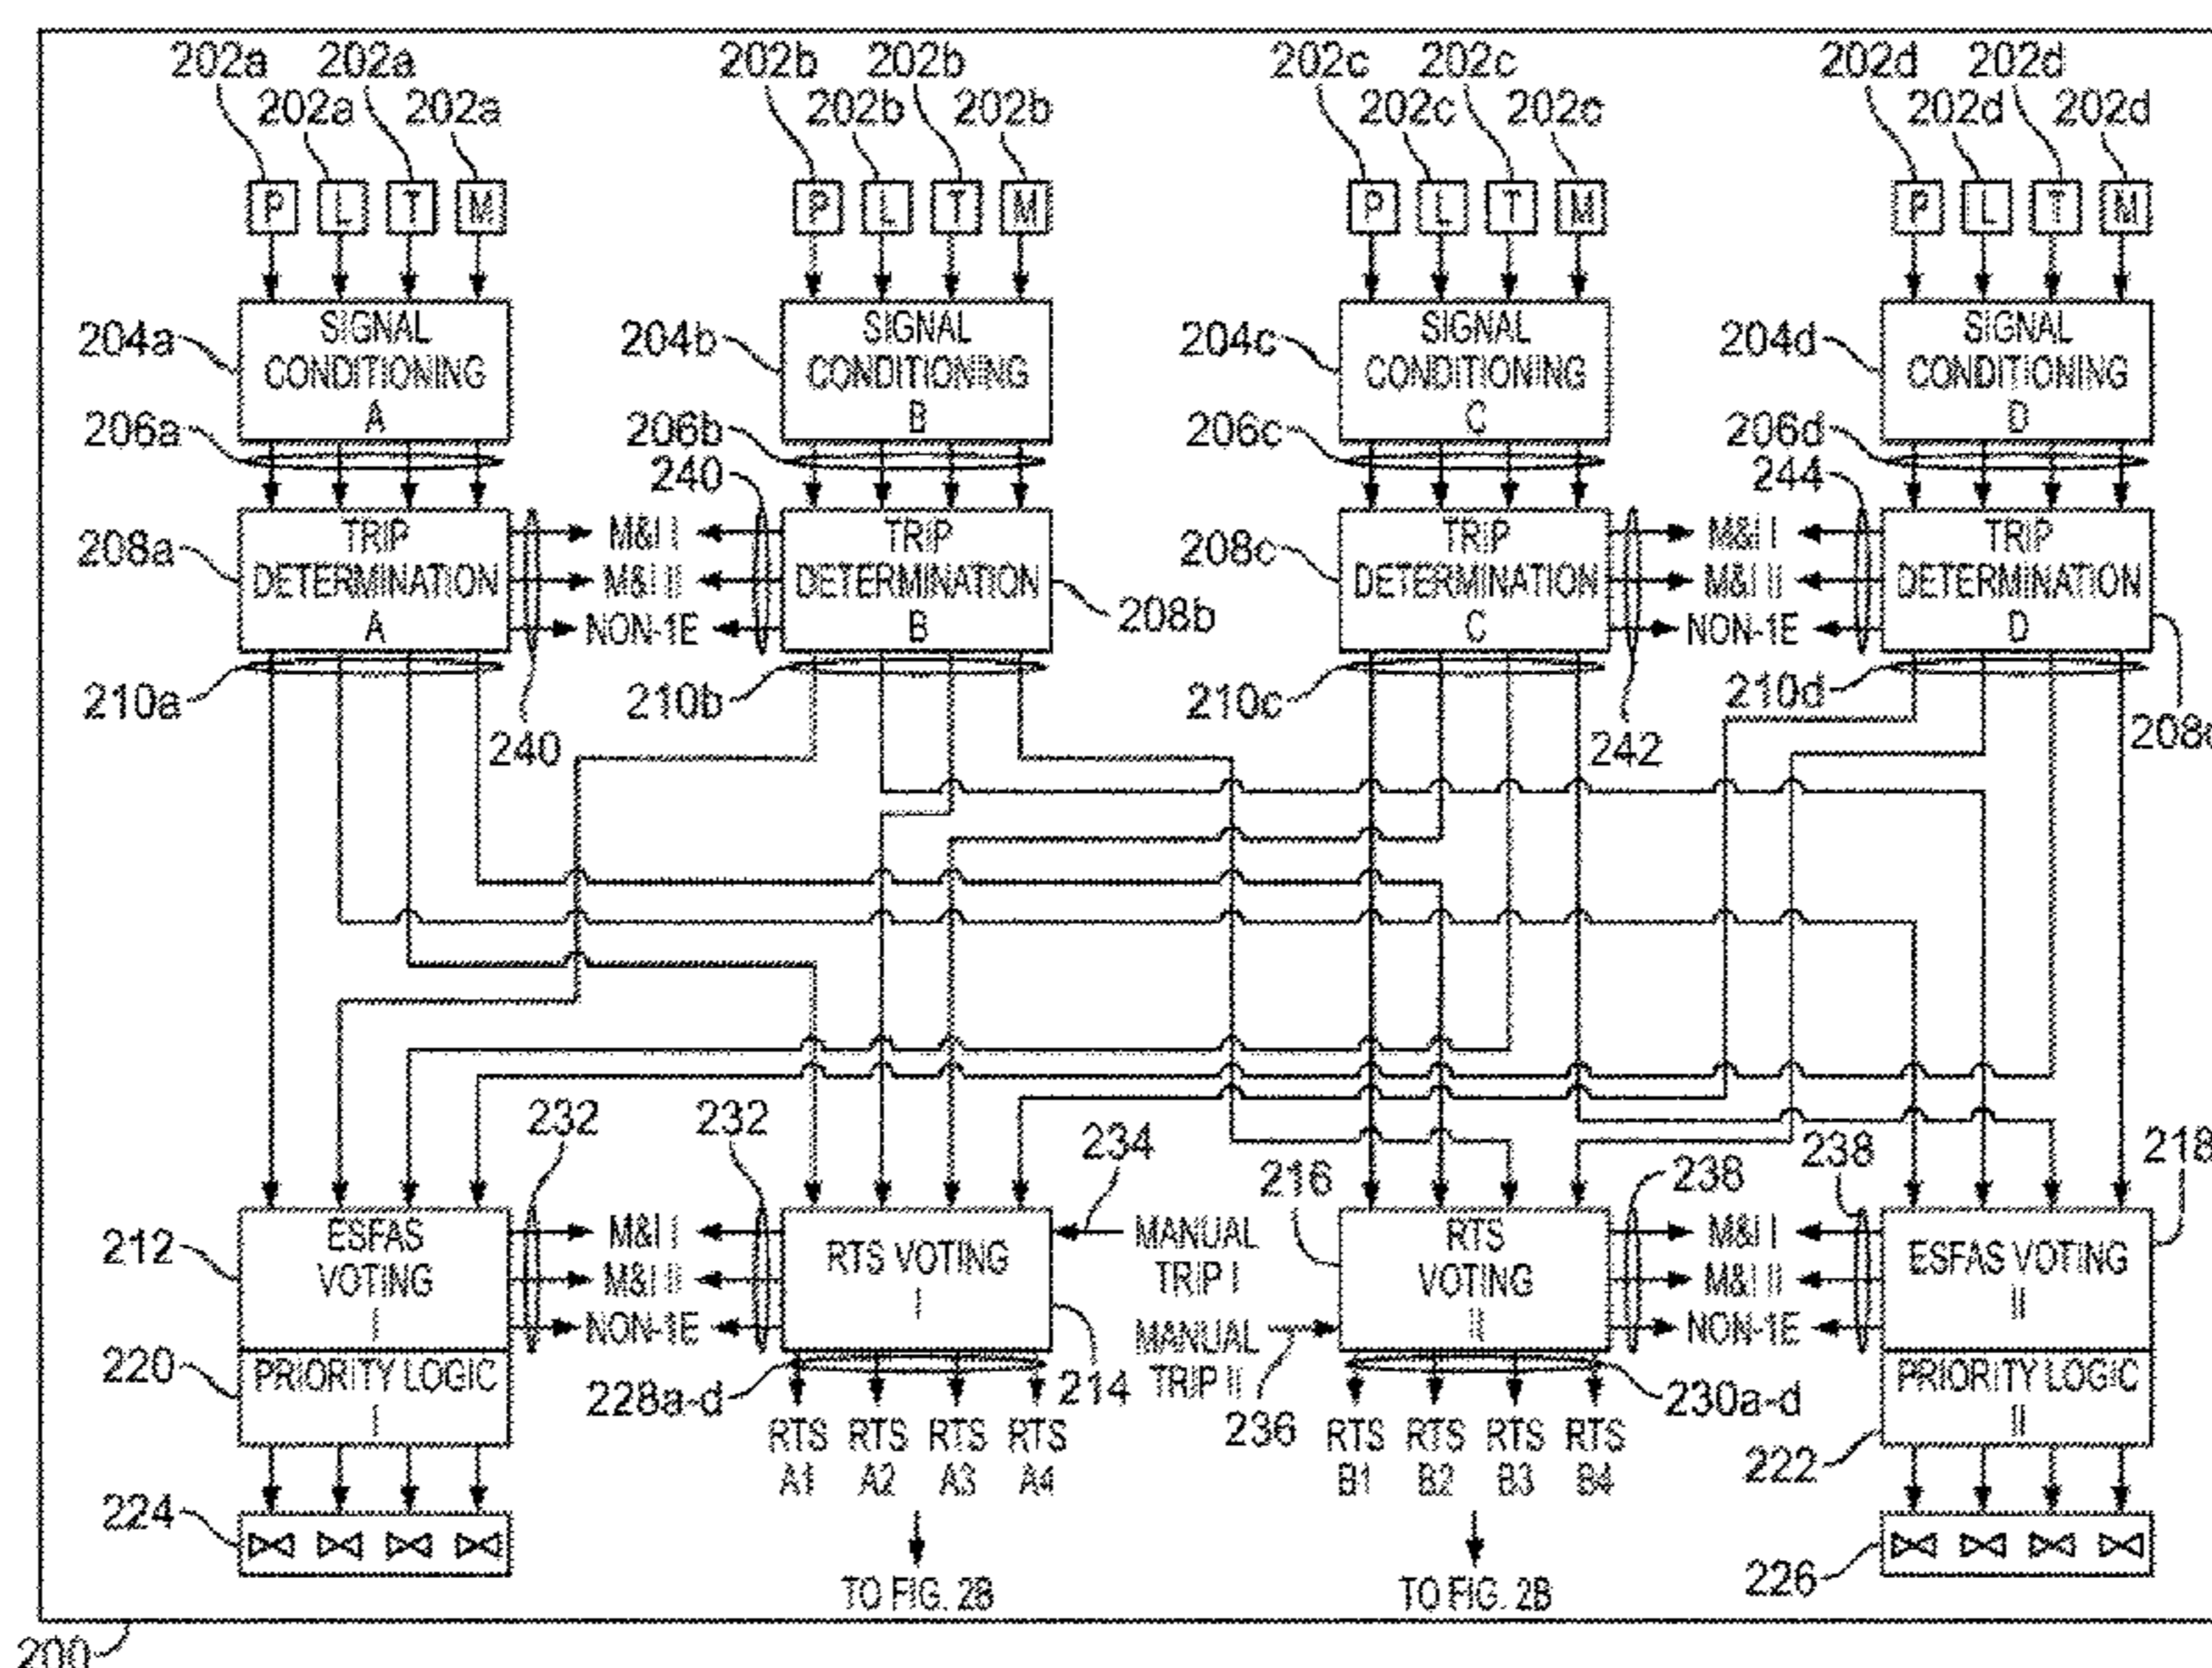 202a 202a 202b 202b 202c 202c 202d 202d
202a 202a 202b 202b 202c 202c 202d 202d
P L T M P L T M P L T M P L T M
204a SIGNAL CONDITIONING A 204b SIGNAL CONDITIONING B 204c SIGNAL CONDITIONING C 204d SIGNAL CONDITIONING D
206a 206b 206c 206d
240 244
208a TRIP DETERMINATION A M&I I TRIP DETERMINATION B 208b 208c TRIP DETERMINATION C M&I I TRIP DETERMINATION D
M&I II M&I II
NON-1E NON-1E
210a 210b 210c 210d
240 242
232 232 234 216 238 238 218
212 ESFAS VOTING I M&I I RTS VOTING I MANUAL TRIP I RTS VOTING II M&I I ESFAS VOTING II
M&I II M&I II
NON-1E MANUAL TRIP II NON-1E
220 PRIORITY LOGIC I 228a-d 214 236 230a-d PRIORITY LOGIC II
222
RTS RTS RTS RTS RTS RTS RTS RTS
A1 A2 A3 A4 B1 B2 B3 B4
224 226
TO FIG. 2B TO FIG. 2B
200